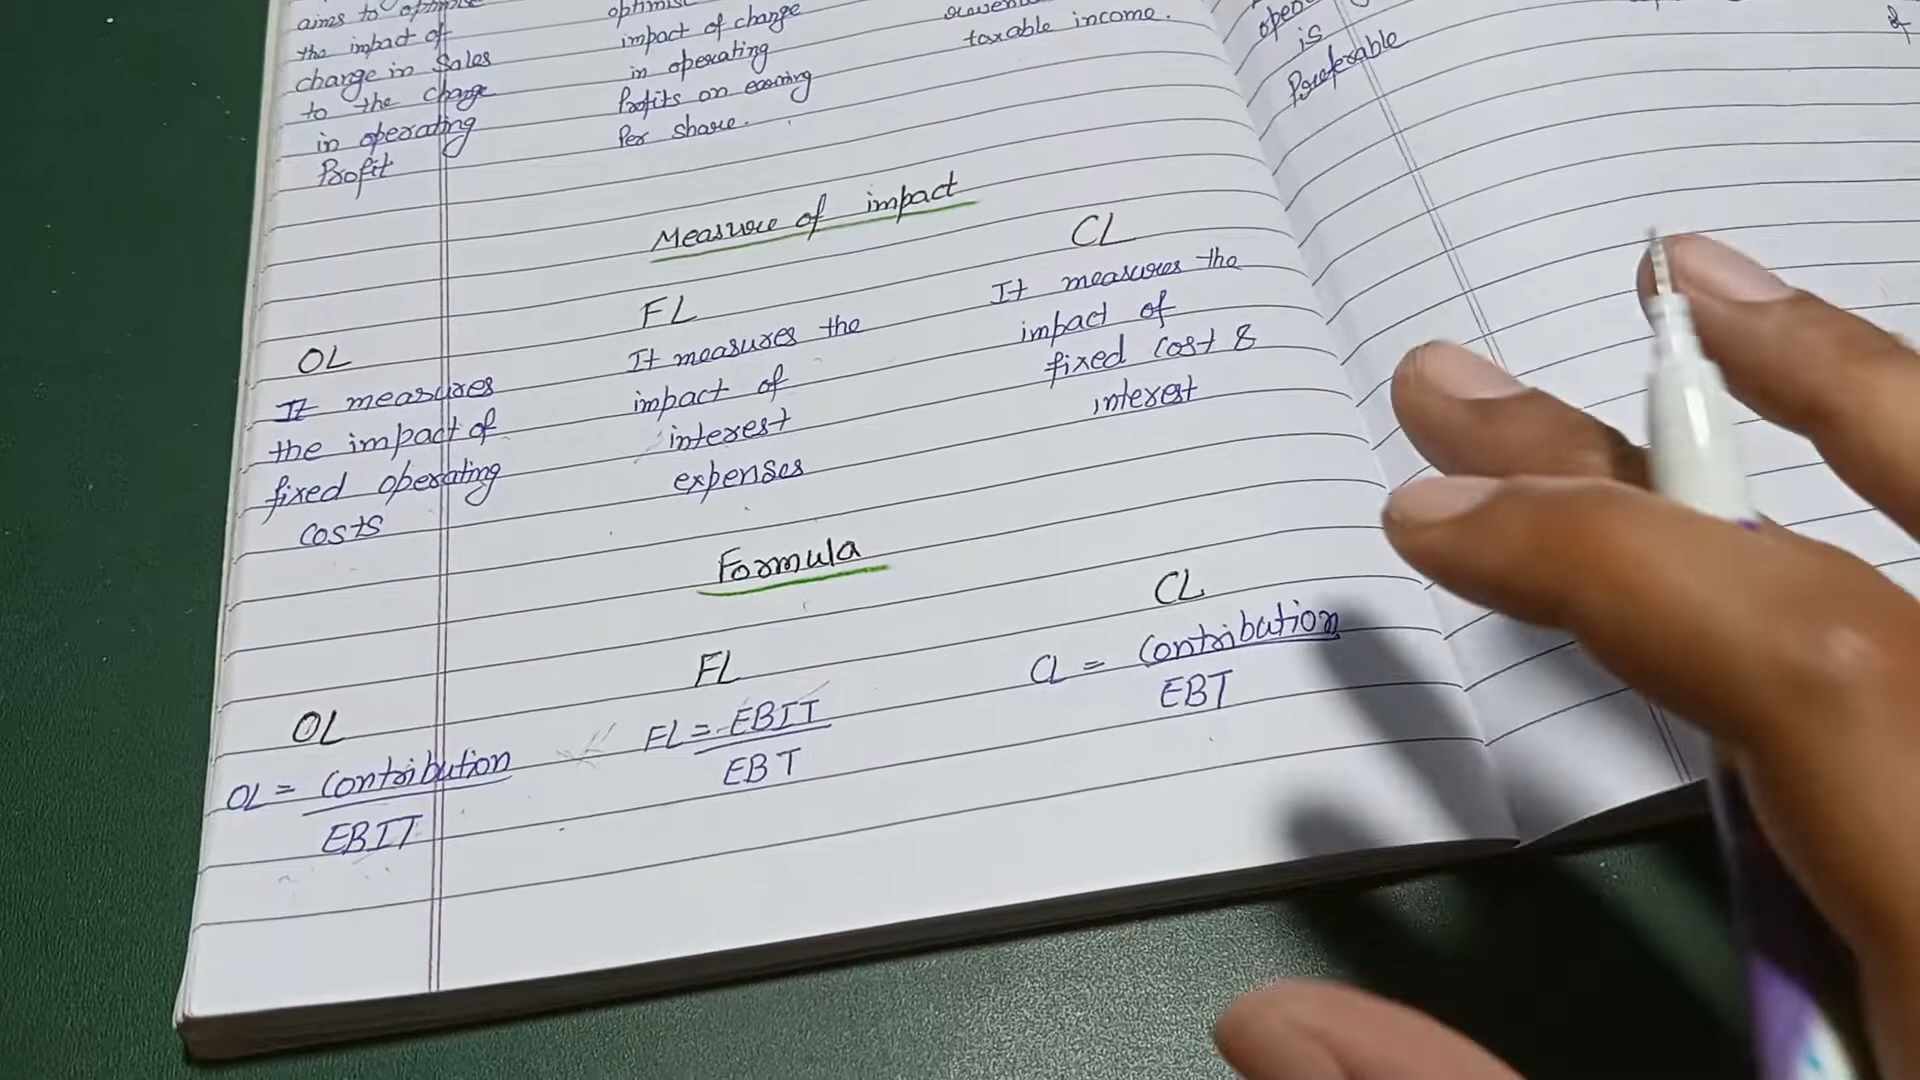 aims to optimise
the impact of
change in Sales
to the change
in operating
Profit
impact of change
in operating
Profits on earning
Per share.
taxable income.
is
Preferable
of
Measure of impact
OL
It measures
the impact of
fixed operating
costs
FL
It measures the
impact of
interest
expenses
CL
It measures the
impact of
fixed cost &
interest
Formula
OL
OL = Contribution
EBIT
FL
FL = EBIT
EBT
CL
CL = Contribution
EBT